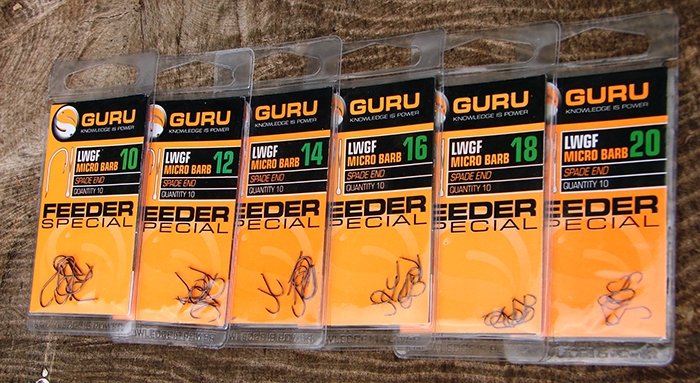 GURU
KNOWLEDGE IS POWER
LWGF 10
MICRO BARB
SPADE END
QUANTITY 10
FEEDER
SPECIAL
GURU
KNOWLEDGE IS POWER
LWGF 12
MICRO BARB
SPADE END
QUANTITY 10
FEEDER
SPECIAL
GURU
KNOWLEDGE IS POWER
LWGF 14
MICRO BARB
SPADE END
QUANTITY 10
FEEDER
SPECIAL
GURU
KNOWLEDGE IS POWER
LWGF 16
MICRO BARB
SPADE END
QUANTITY 10
FEEDER
SPECIAL
GURU
KNOWLEDGE IS POWER
LWGF 18
MICRO BARB
SPADE END
QUANTITY 10
FEEDER
SPECIAL
GURU
KNOWLEDGE IS POWER
LWGF 20
MICRO BARB
SPADE END
QUANTITY 10
FEEDER
SPECIAL